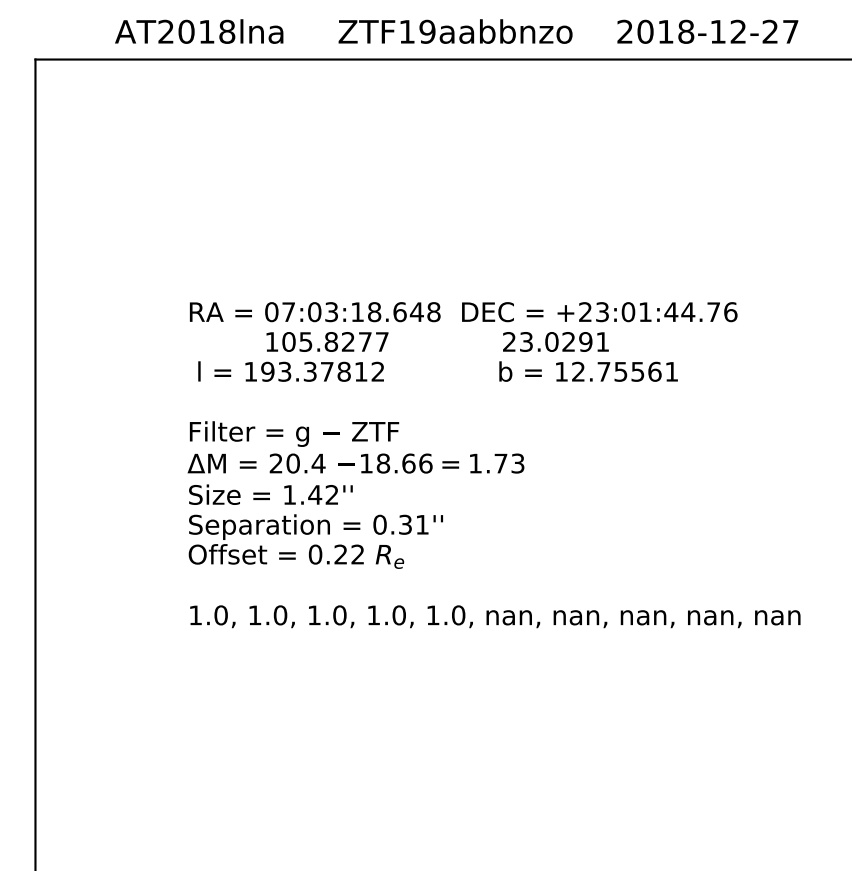 AT2018lna ZTF19aabbnzo 2018-12-27
RA = 07:03:18.648 DEC = +23:01:44.76
105.8277 23.0291
l = 193.37812 b = 12.75561
Filter = g − ZTF
ΔM = 20.4 −18.66 = 1.73
Size = 1.42''
Separation = 0.31''
Offset = 0.22 Rₑ
1.0, 1.0, 1.0, 1.0, 1.0, nan, nan, nan, nan, nan